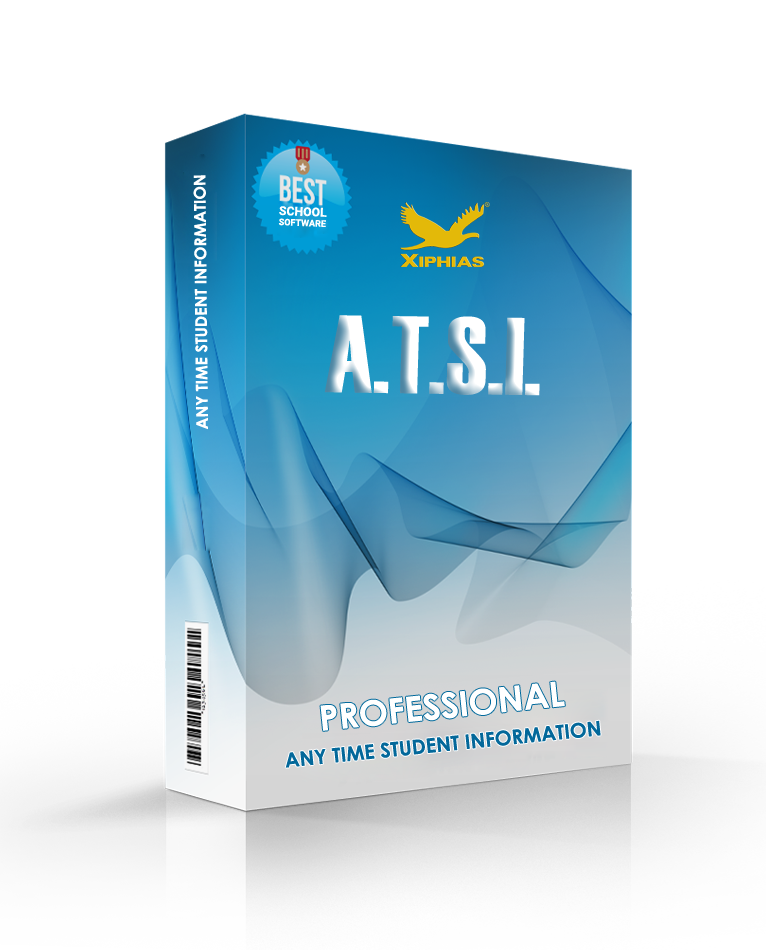 ANY TIME STUDENT INFORMATION
BEST
SCHOOL
SOFTWARE
XIPHIAS®
A.T.S.I.
PROFESSIONAL
ANY TIME STUDENT INFORMATION